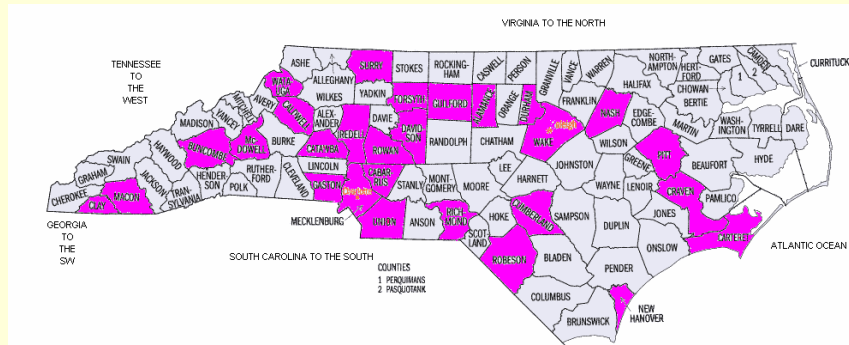 VIRGINIA TO THE NORTH
TENNESSEE
TO THE
WEST
ASHE
ALLEGHANY
SURRY
STOKES
ROCKING-
HAM
CASWELL
PERSON
GRANVILLE
VANCE
WARREN
NORTH-
AMPTON
HERT-
FORD
GATES
CAMDEN
CURRITUCK
1
2
HALIFAX
CHOWAN
BERTIE
WATAUGA
WILKES
YADKIN
FORSYTH
GUILFORD
ALAMANCE
ORANGE
DURHAM
FRANKLIN
NASH
EDGE-
COMBE
MARTIN
WASH-
INGTON
TYRRELL
DARE
MITCHELL
AVERY
CALDWELL
ALEX-
ANDER
IREDELL
DAVIE
DAVID-
SON
RANDOLPH
CHATHAM
WAKE
Raleigh
WILSON
PITT
BEAUFORT
HYDE
MADISON
YANCEY
MC
DOWELL
BURKE
CATAWBA
ROWAN
LEE
JOHNSTON
GREENE
HAYWOOD
BUNCOMBE
SWAIN
GRAHAM
CHEROKEE
CLAY
MACON
JACKSON
TRAN-
SYLVANIA
HENDER-
SON
POLK
RUTHER-
FORD
CLEVELAND
LINCOLN
GASTON
CABAR-
RUS
STANLY
MONT-
GOMERY
MOORE
HARNETT
WAYNE
LENOIR
CRAVEN
PAMLICO
MECKLENBURG
UNION
ANSON
RICH-
MOND
HOKE
CUMBERLAND
SAMPSON
DUPLIN
JONES
CARTERET
SCOT-
LAND
ROBESON
BLADEN
PENDER
ONSLOW
COLUMBUS
BRUNSWICK
NEW
HANOVER
GEORGIA
TO
THE
SW
SOUTH CAROLINA TO THE SOUTH
ATLANTIC OCEAN
COUNTIES
1 PERQUIMANS
2 PASQUOTANK